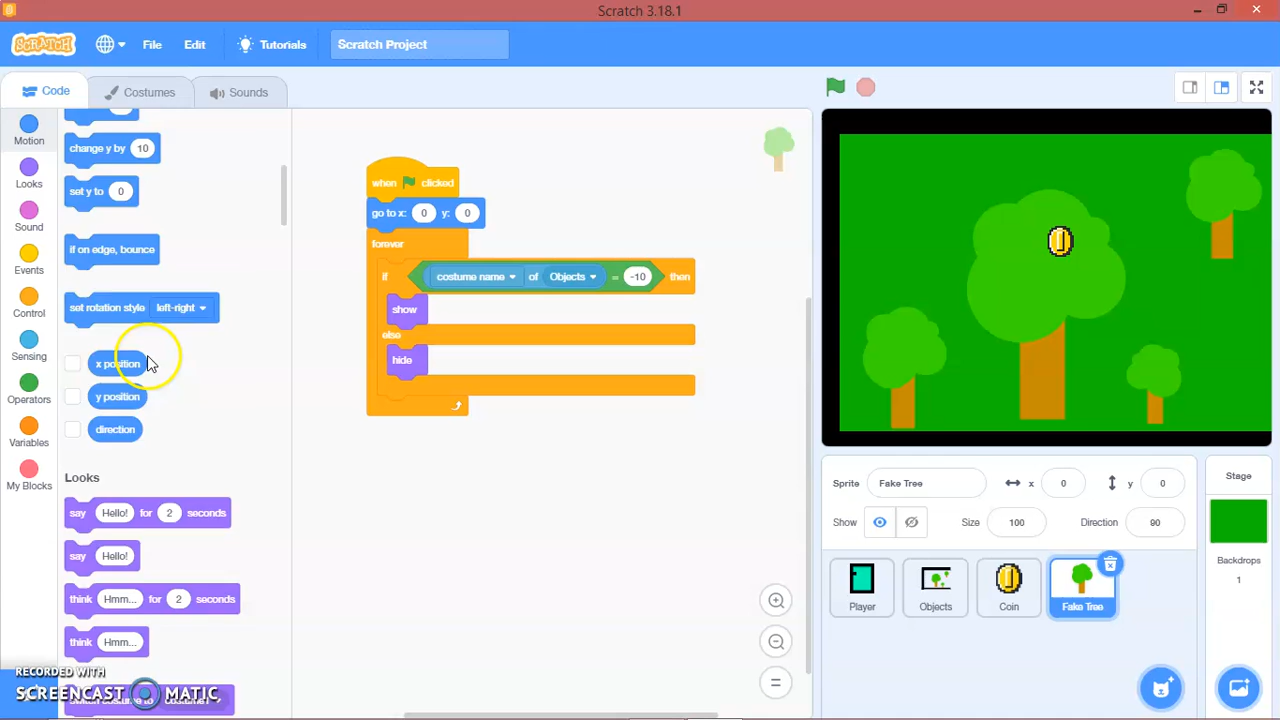 Scratch 3.18.1
SCRATCH
File
Edit
Tutorials
Scratch Project
Code
Costumes
Sounds
Motion
Looks
Sound
Events
Control
Sensing
Operators
Variables
My Blocks
change y by 10
set y to 0
if on edge, bounce
set rotation style left-right
x position
y position
direction
Looks
say Hello! for 2 seconds
say Hello!
think Hmm... for 2 seconds
think Hmm...
when clicked
go to x: 0 y: 0
forever
if costume name of Objects = -10 then
show
else
hide
Sprite Fake Tree x 0 y 0
Show Size 100 Direction 90
Player
Objects
Coin
Fake Tree
Stage
Backdrops
1
RECORDED WITH
SCREENCAST MATIC